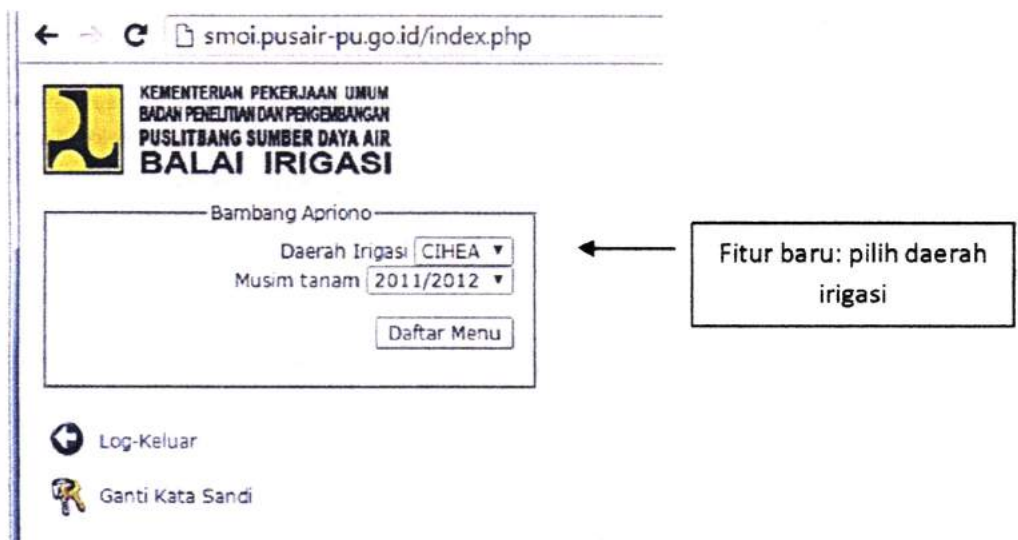 smoi.pusair-pu.go.id/index.php
KEMENTERIAN PEKERJAAN UMUM
BADAN PENELITIAN DAN PENGEMBANGAN
PUSLITBANG SUMBER DAYA AIR
BALAI IRIGASI
Bambang Apriono
Daerah Irigasi CIHEA
Musim tanam 2011/2012
Daftar Menu
Fitur baru: pilih daerah
irigasi
Log-Keluar
Ganti Kata Sandi